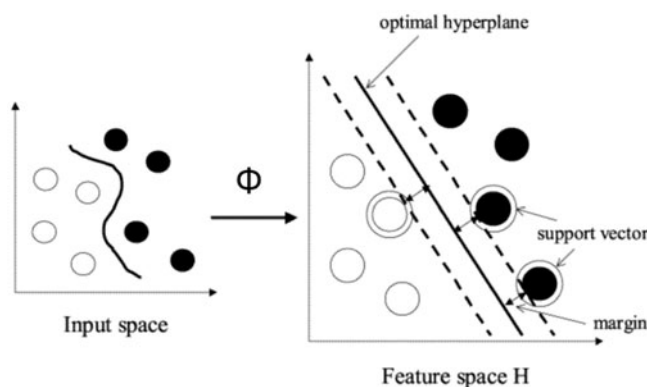 optimal hyperplane
Φ
support vector
margin
Input space
Feature space H